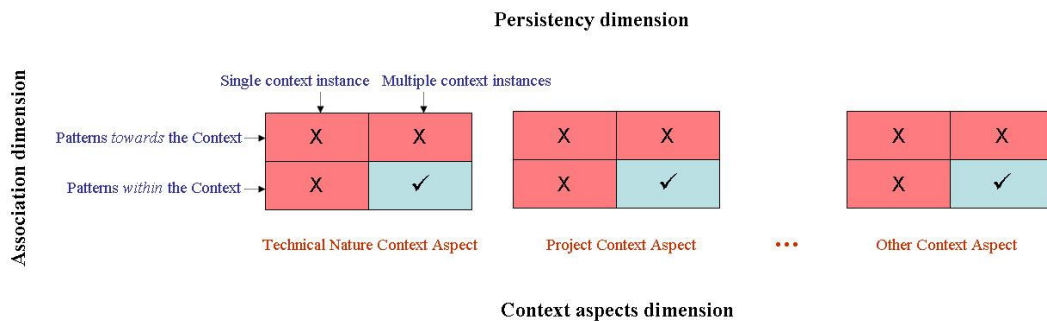 Persistency dimension
Association dimension
Single context instance
Multiple context instances
Patterns towards the Context
X X X X X X
Patterns within the Context
X ✓ X ✓ X ✓
Technical Nature Context Aspect
Project Context Aspect
...
Other Context Aspect
Context aspects dimension